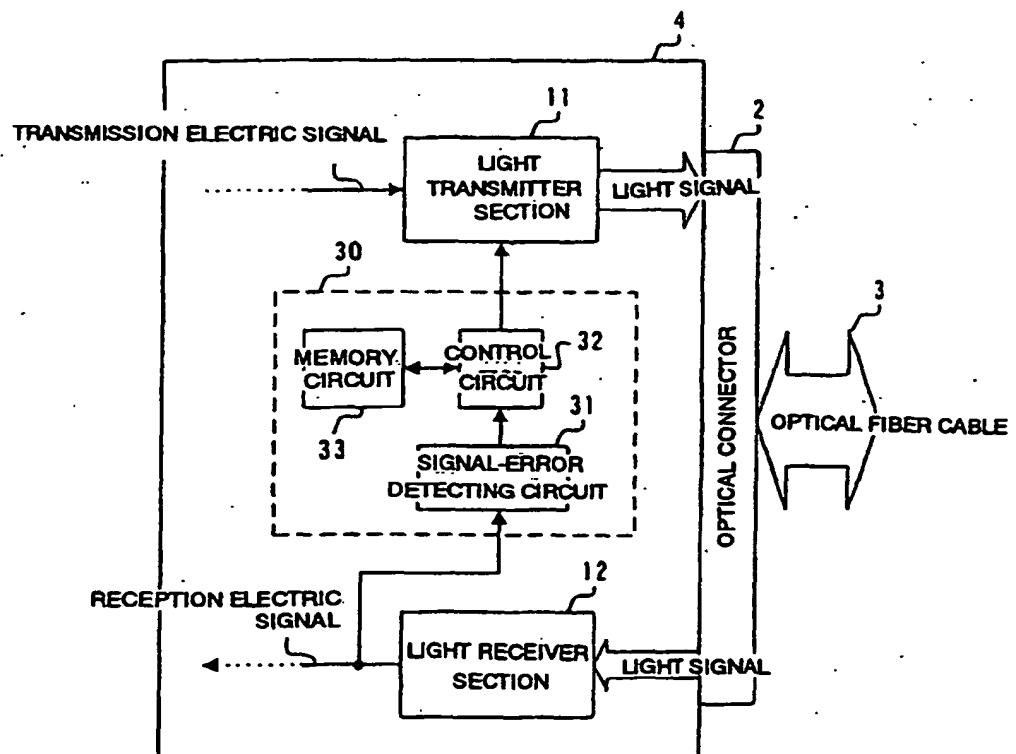 4
11
2
TRANSMISSION ELECTRIC SIGNAL
LIGHT
TRANSMITTER
SECTION
LIGHT SIGNAL
30
3
MEMORY
CIRCUIT
CONTROL
CIRCUIT
32
33
31
SIGNAL-ERROR
DETECTING CIRCUIT
OPTICAL CONNECTOR
OPTICAL FIBER CABLE
RECEPTION ELECTRIC
SIGNAL
12
LIGHT RECEIVER
SECTION
LIGHT SIGNAL